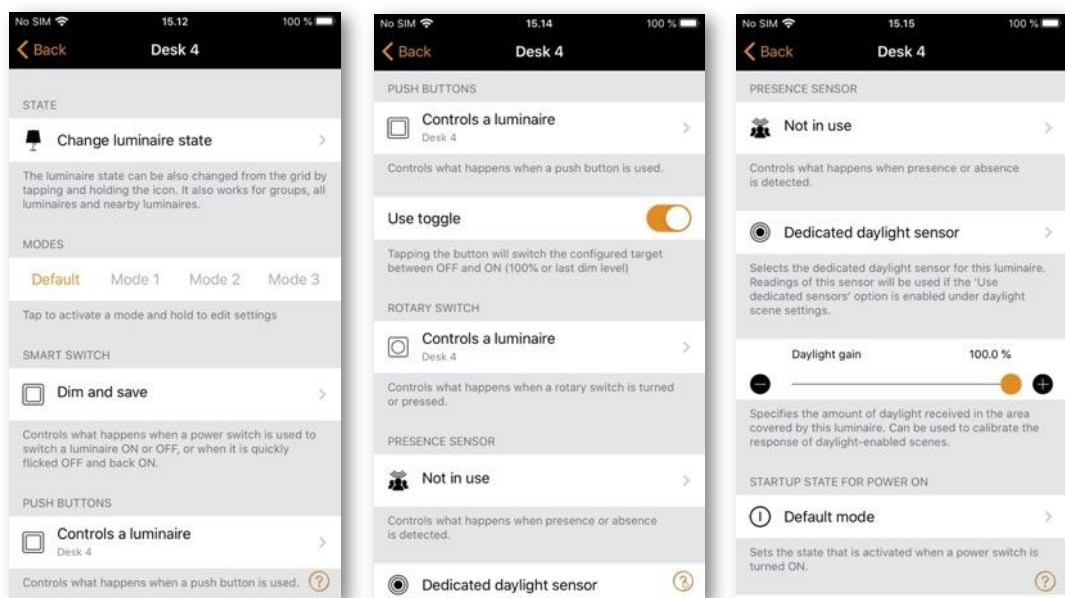 No SIM 15.12 100 %
Back Desk 4
STATE
Change luminaire state
The luminaire state can be also changed from the grid by
tapping and holding the icon. It also works for groups, all
luminaires and nearby luminaires.
MODES
Default Mode 1 Mode 2 Mode 3
Tap to activate a mode and hold to edit settings
SMART SWITCH
Dim and save
Controls what happens when a power switch is used to
switch a luminaire ON or OFF, or when it is quickly
flicked OFF and back ON.
PUSH BUTTONS
Controls a luminaire
Desk 4
Controls what happens when a push button is used. ?
No SIM 15.14 100 %
Back Desk 4
PUSH BUTTONS
Controls a luminaire
Desk 4
Controls what happens when a push button is used.
Use toggle
Tapping the button will switch the configured target
between OFF and ON (100% or last dim level)
ROTARY SWITCH
Controls a luminaire
Desk 4
Controls what happens when a rotary switch is turned
or pressed.
PRESENCE SENSOR
Not in use
Controls what happens when presence or absence
is detected.
Dedicated daylight sensor ?
No SIM 15.15 100 %
Back Desk 4
PRESENCE SENSOR
Not in use
Controls what happens when presence or absence
is detected.
Dedicated daylight sensor
Selects the dedicated daylight sensor for this luminaire.
Readings of this sensor will be used if the 'Use
dedicated sensors' option is enabled under daylight
scene settings.
Daylight gain 100.0 %
Specifies the amount of daylight received in the area
covered by this luminaire. Can be used to calibrate the
response of daylight-enabled scenes.
STARTUP STATE FOR POWER ON
Default mode
Sets the state that is activated when a power switch is
turned ON.
?